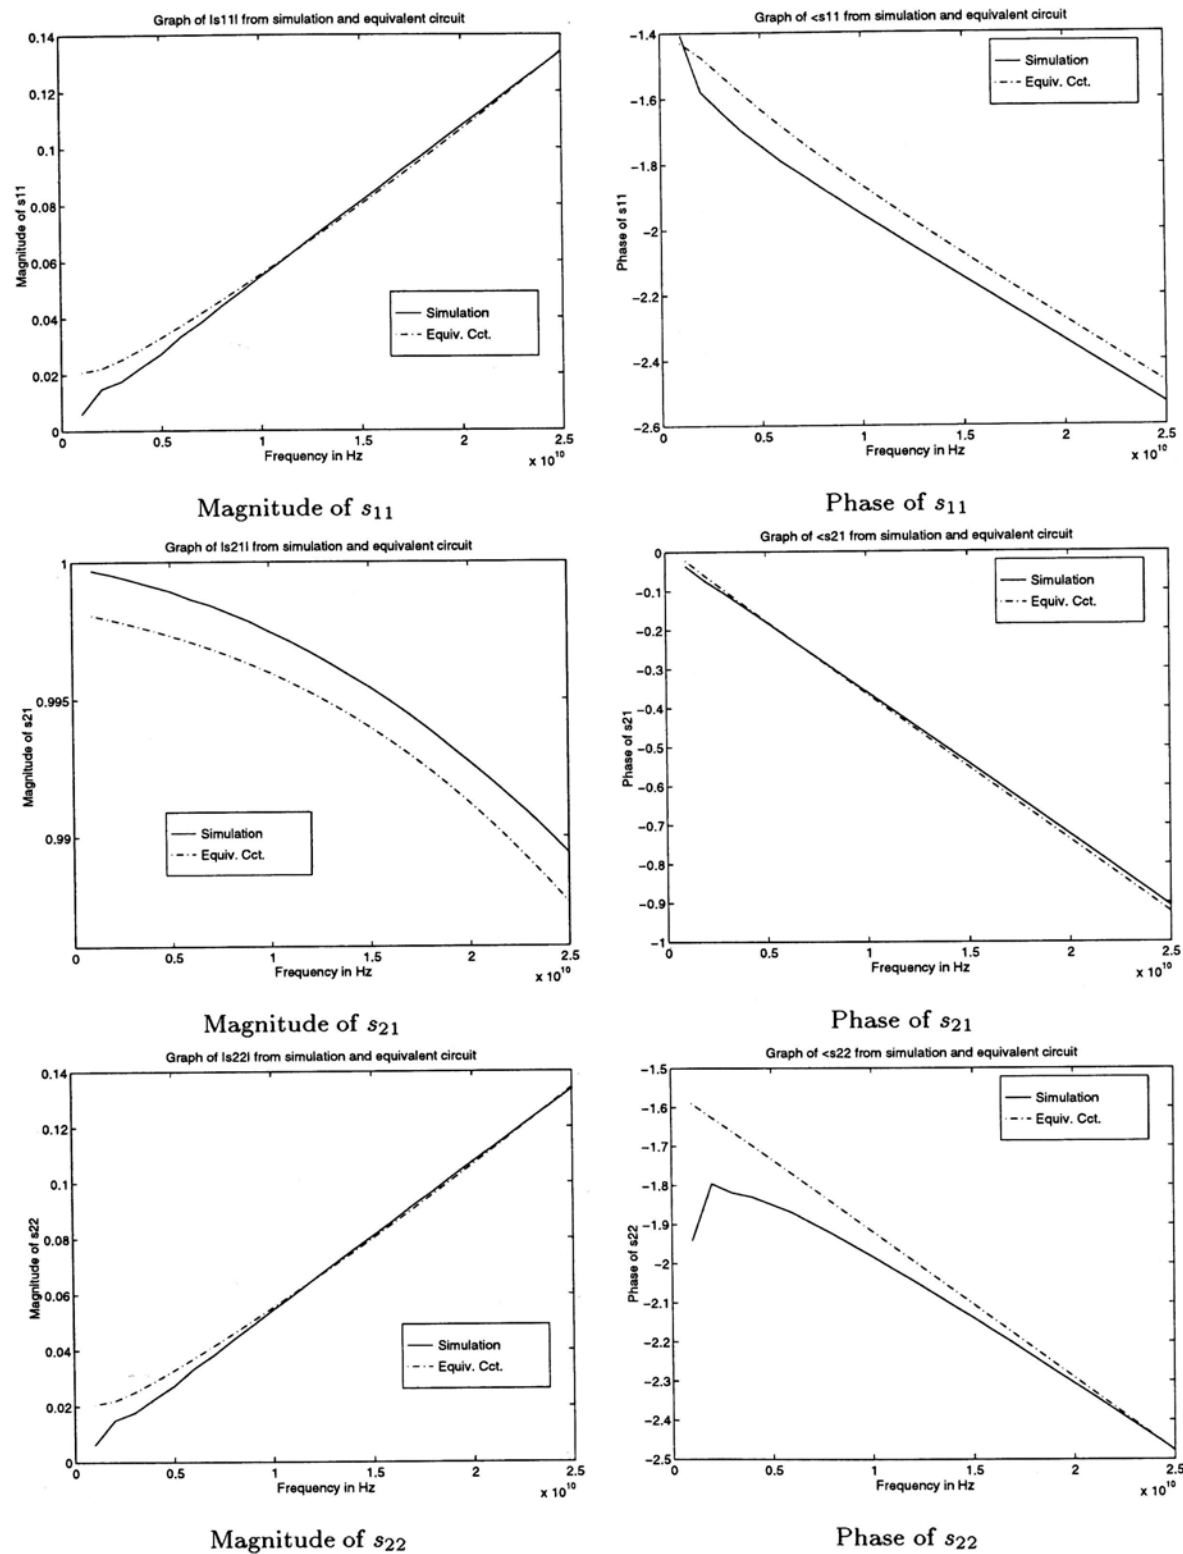 Graph of |s11| from simulation and equivalent circuit
0.14
0.12
0.1
0.08
0.06
0.04
0.02
0
Magnitude of s11
Simulation
Equiv. Cct.
0 0.5 1 1.5 2 2.5
Frequency in Hz
x 10^10
Magnitude of s11
Graph of <s11 from simulation and equivalent circuit
-1.4
-1.6
-1.8
-2
-2.2
-2.4
-2.6
Phase of s11
Simulation
Equiv. Cct.
0 0.5 1 1.5 2 2.5
Frequency in Hz
x 10^10
Phase of s11
Graph of |s21| from simulation and equivalent circuit
1
0.995
0.99
Magnitude of s21
Simulation
Equiv. Cct.
0 0.5 1 1.5 2 2.5
Frequency in Hz
x 10^10
Magnitude of s21
Graph of <s21 from simulation and equivalent circuit
0
-0.1
-0.2
-0.3
-0.4
-0.5
-0.6
-0.7
-0.8
-0.9
-1
Phase of s21
Simulation
Equiv. Cct.
0 0.5 1 1.5 2 2.5
Frequency in Hz
x 10^10
Phase of s21
Graph of |s22| from simulation and equivalent circuit
0.14
0.12
0.1
0.08
0.06
0.04
0.02
0
Magnitude of s22
Simulation
Equiv. Cct.
0 0.5 1 1.5 2 2.5
Frequency in Hz
x 10^10
Magnitude of s22
Graph of <s22 from simulation and equivalent circuit
-1.5
-1.6
-1.7
-1.8
-1.9
-2
-2.1
-2.2
-2.3
-2.4
-2.5
Phase of s22
Simulation
Equiv. Cct.
0 0.5 1 1.5 2 2.5
Frequency in Hz
x 10^10
Phase of s22